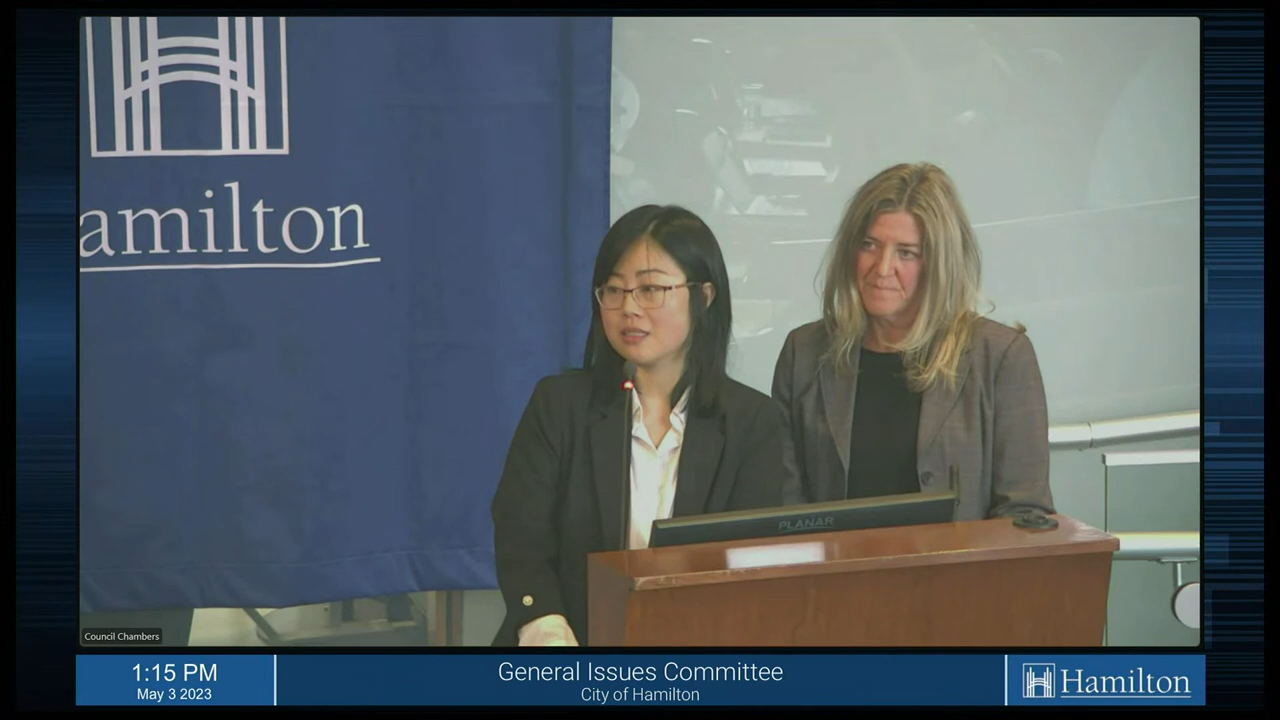 amilton
PLANAR
Council Chambers
1:15 PM
May 3 2023
General Issues Committee
City of Hamilton
Hamilton